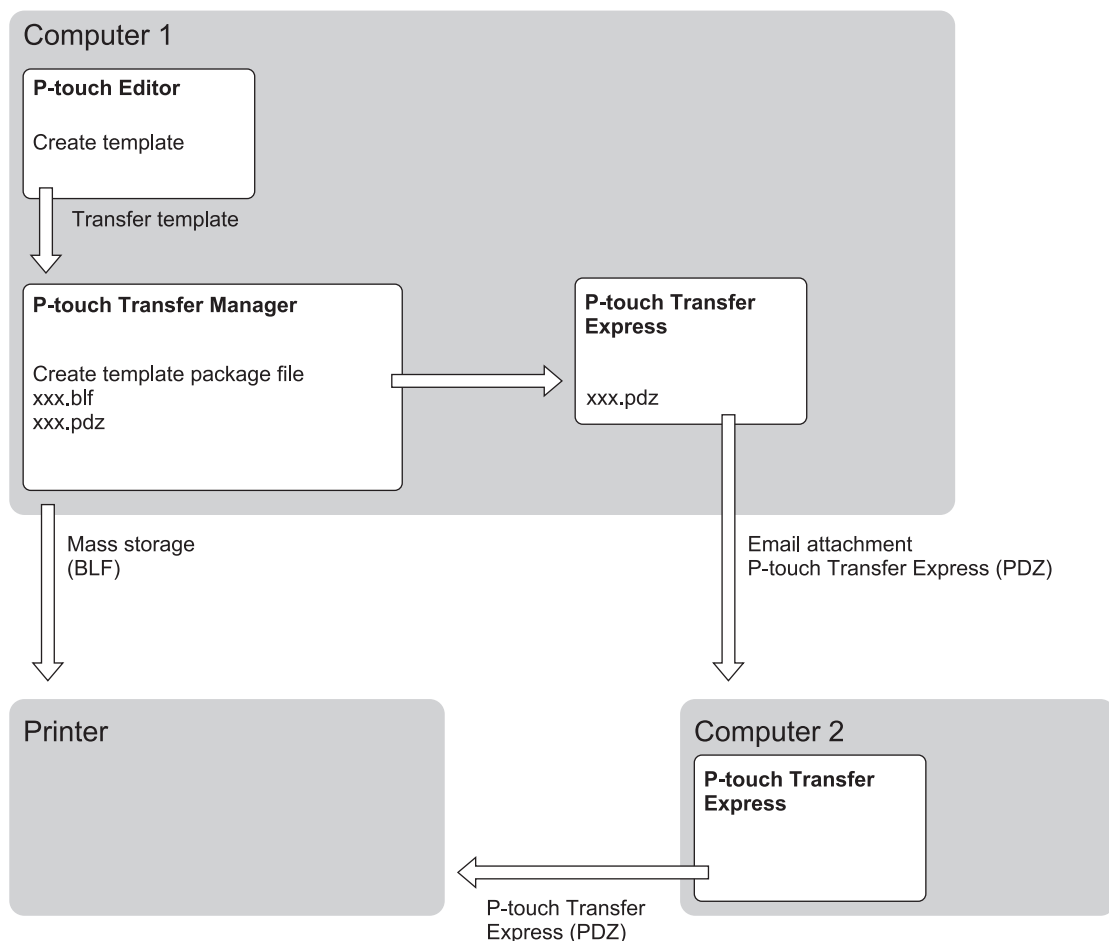 Computer 1
P-touch Editor
Create template
Transfer template
P-touch Transfer Manager
Create template package file
xxx.blf
xxx.pdz
P-touch Transfer
Express
xxx.pdz
Mass storage
(BLF)
Email attachment
P-touch Transfer Express (PDZ)
Printer
Computer 2
P-touch Transfer
Express
P-touch Transfer
Express (PDZ)